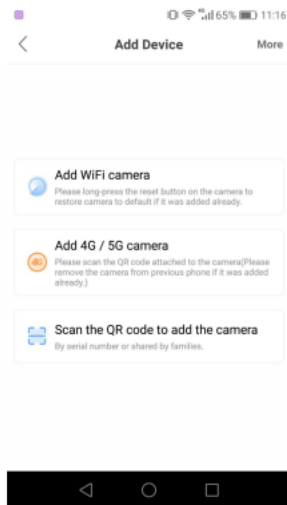 4G 65% 11:16
Add Device More
Add WiFi camera
Please long-press the reset button on the camera to
restore camera to default if it was added already.
Add 4G / 5G camera
4G Please scan the QR code attached to the camera(Please
remove the camera from previous phone if it was added
already.)
Scan the QR code to add the camera
By serial number or shared by families.